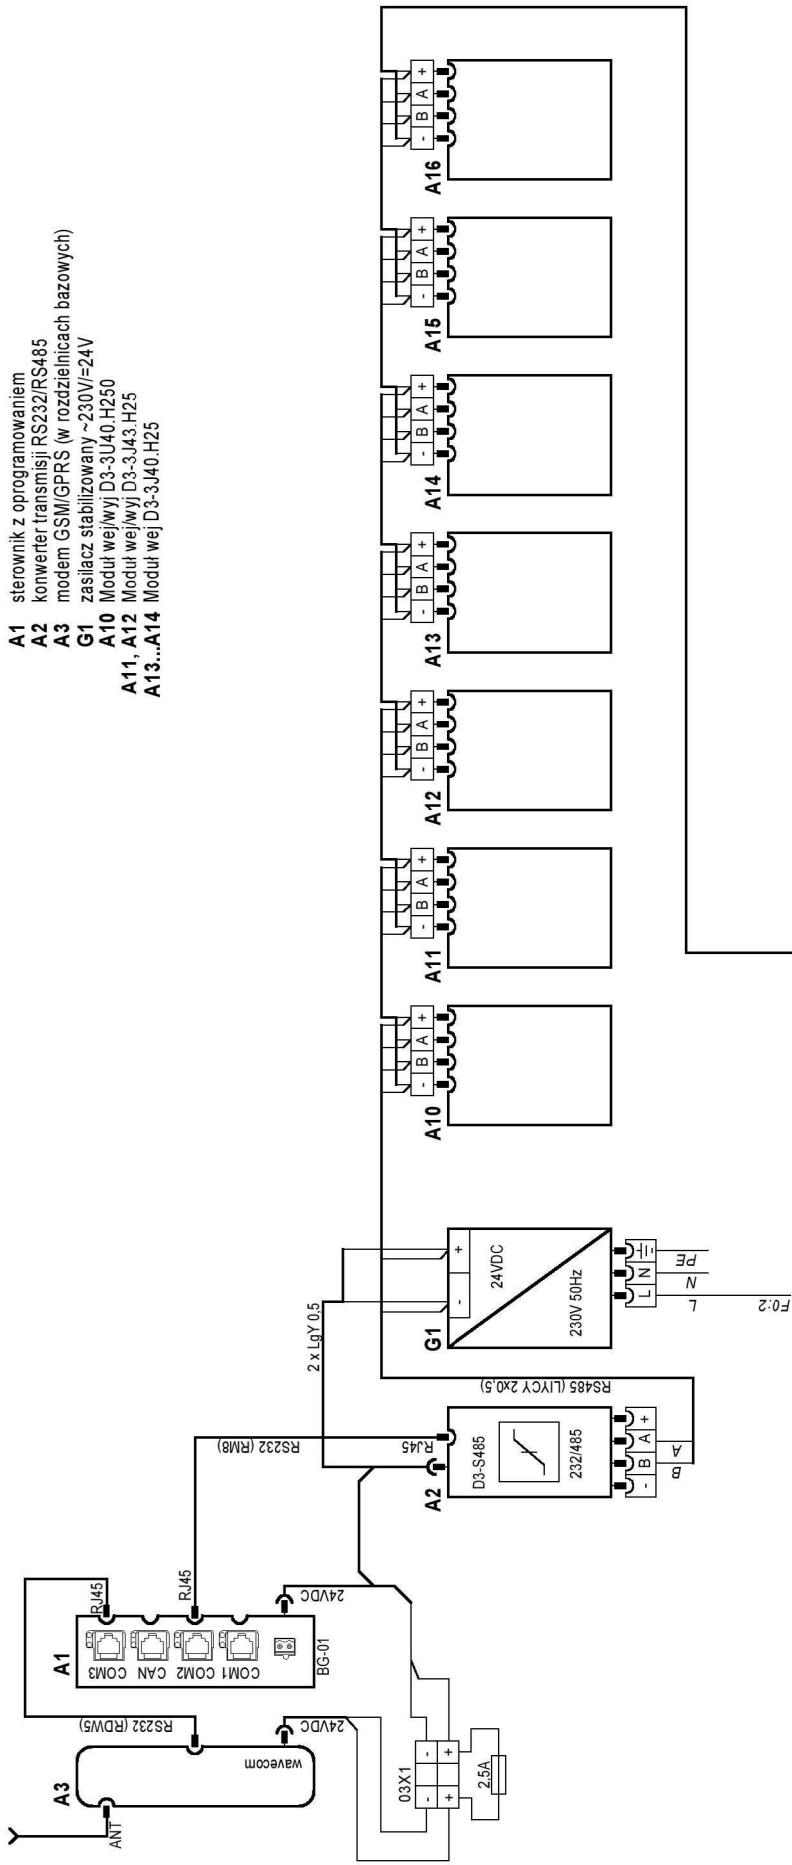 A1 sterownik z oprogramowaniem
A2 konwerter transmisji RS232/RS485
A3 modem GSM/GPRS (w rozdzielnicach bazowych)
G1 zasilacz stabilizowany ~230V/=24V
A10 Moduł wej/wyj D3-3U40.H250
A11, A12 Moduł wej/wyj D3-3J43.H25
A13...A14 Moduł wej D3-3J40.H25
ANT
A3
wavecom
24VDC
RS232 (RDW5)
A1
RJ45
RJ45
COM3
CAN
COM2
COM1
BG-01
24VDC
03X1
- -
+ +
2,5A
RS232 (RM8)
RJ45
2 x LgY 0,5
A2
D3-S485
232/485
- B A +
B A
RS485 (LIYCY 2x0,5)
G1
- +
24VDC
230V 50Hz
L N
L N PE
F0:2
A10
- B A +
A11
- B A +
A12
- B A +
A13
- B A +
A14
- B A +
A15
- B A +
A16
- B A +